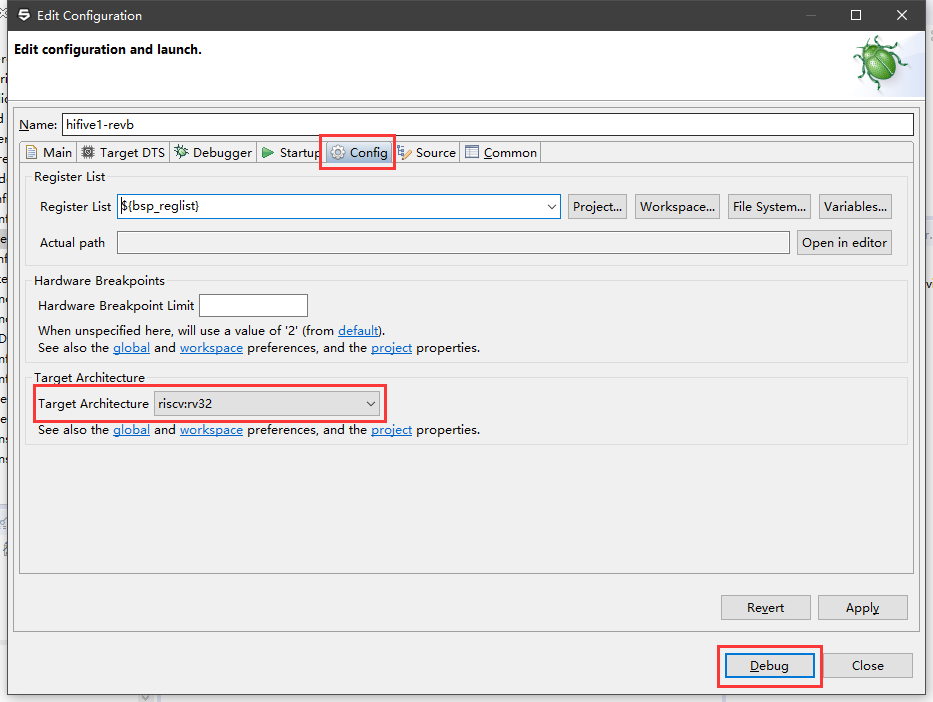 Edit Configuration
Edit configuration and launch.
Name: hifive1-revb
Main Target DTS Debugger Startup Config Source Common
Register List
Register List ${bsp_reglist} Project... Workspace... File System... Variables...
Actual path Open in editor
Hardware Breakpoints
Hardware Breakpoint Limit
When unspecified here, will use a value of '2' (from default).
See also the global and workspace preferences, and the project properties.
Target Architecture
Target Architecture riscv:rv32
See also the global and workspace preferences, and the project properties.
Revert Apply
Debug Close